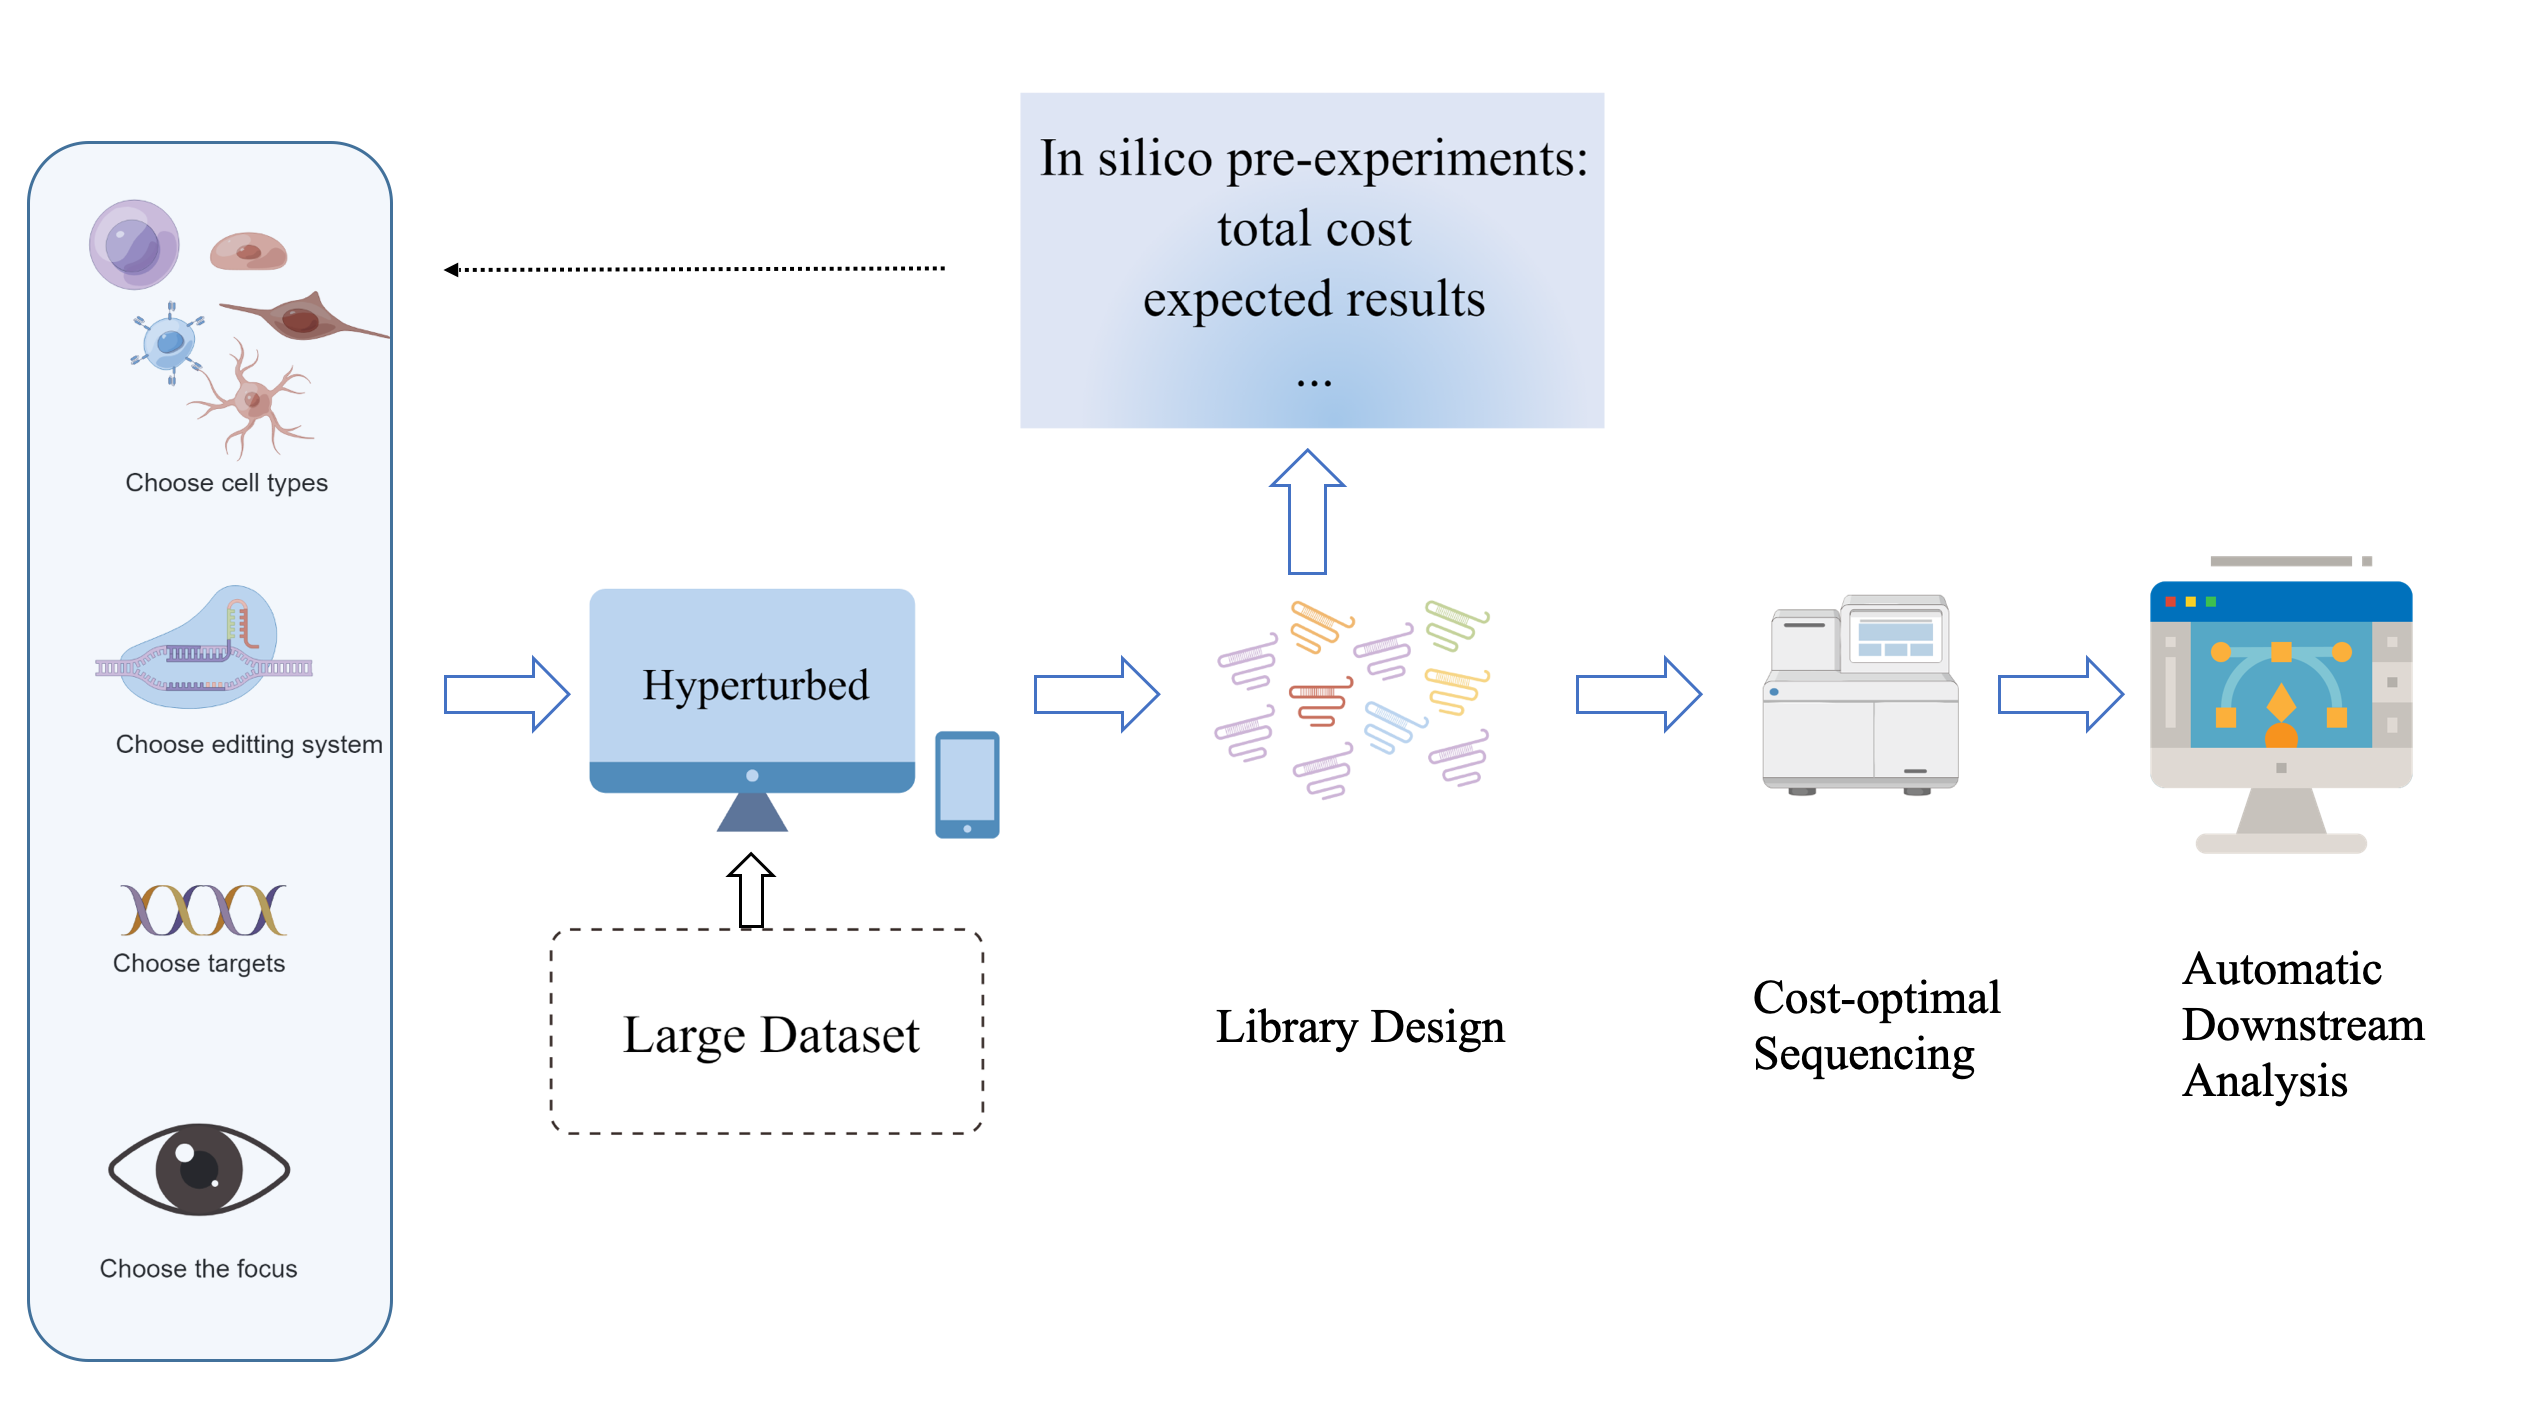 In silico pre-experiments:
total cost
expected results
...
Choose cell types
Choose editting system
Choose targets
Choose the focus
Hyperturbed
Large Dataset
Library Design
Cost-optimal
Sequencing
Automatic
Downstream
Analysis